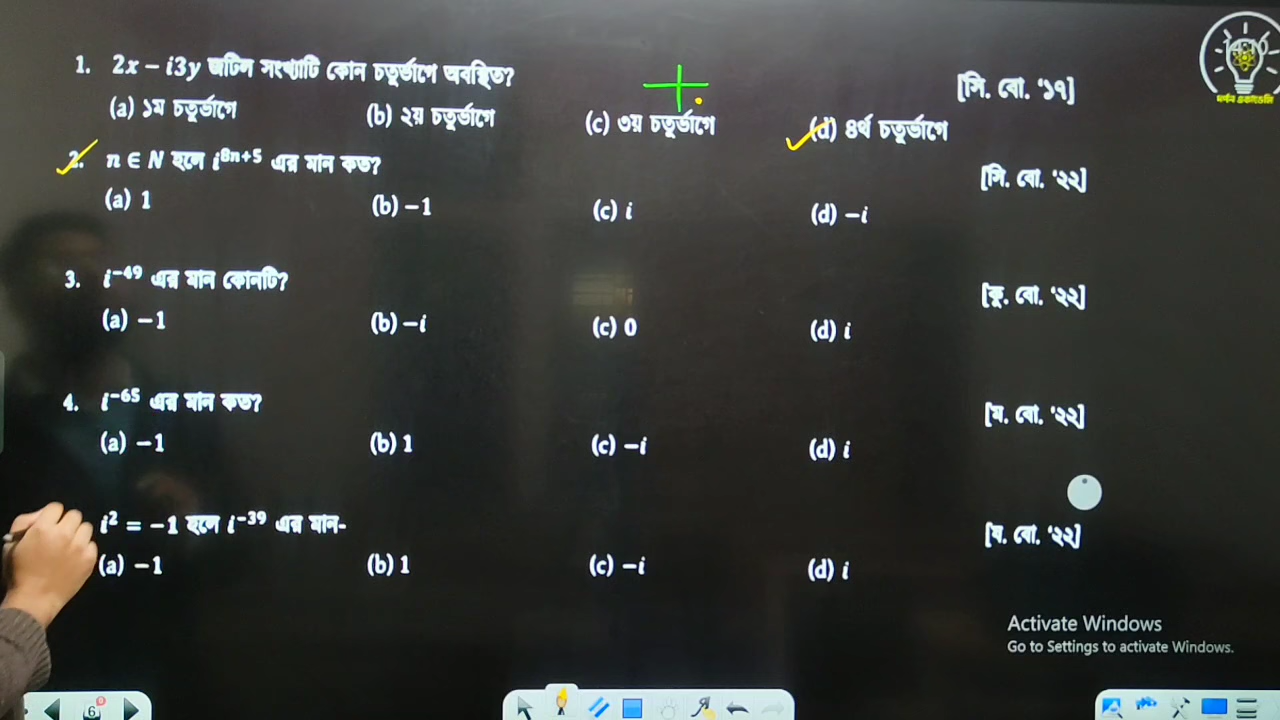 1. 2x − i3y জটিল সংখ্যাটি কোন চতুর্ভাগে অবস্থিত? [সি. বো. '১৭]
(a) ১ম চতুর্ভাগে (b) ২য় চতুর্ভাগে (c) ৩য় চতুর্ভাগে (d) ৪র্থ চতুর্ভাগে
2. n ∈ N হলে i⁸ⁿ⁺⁵ এর মান কত? [সি. বো. '২২]
(a) 1 (b) −1 (c) i (d) −i
3. i⁻⁴⁹ এর মান কোনটি? [কু. বো. '২২]
(a) −1 (b) −i (c) 0 (d) i
4. i⁻⁶⁵ এর মান কত? [ম. বো. '২২]
(a) −1 (b) 1 (c) −i (d) i
i² = −1 হলে i⁻³⁹ এর মান- [য. বো. '২২]
(a) −1 (b) 1 (c) −i (d) i
Activate Windows
Go to Settings to activate Windows.
6